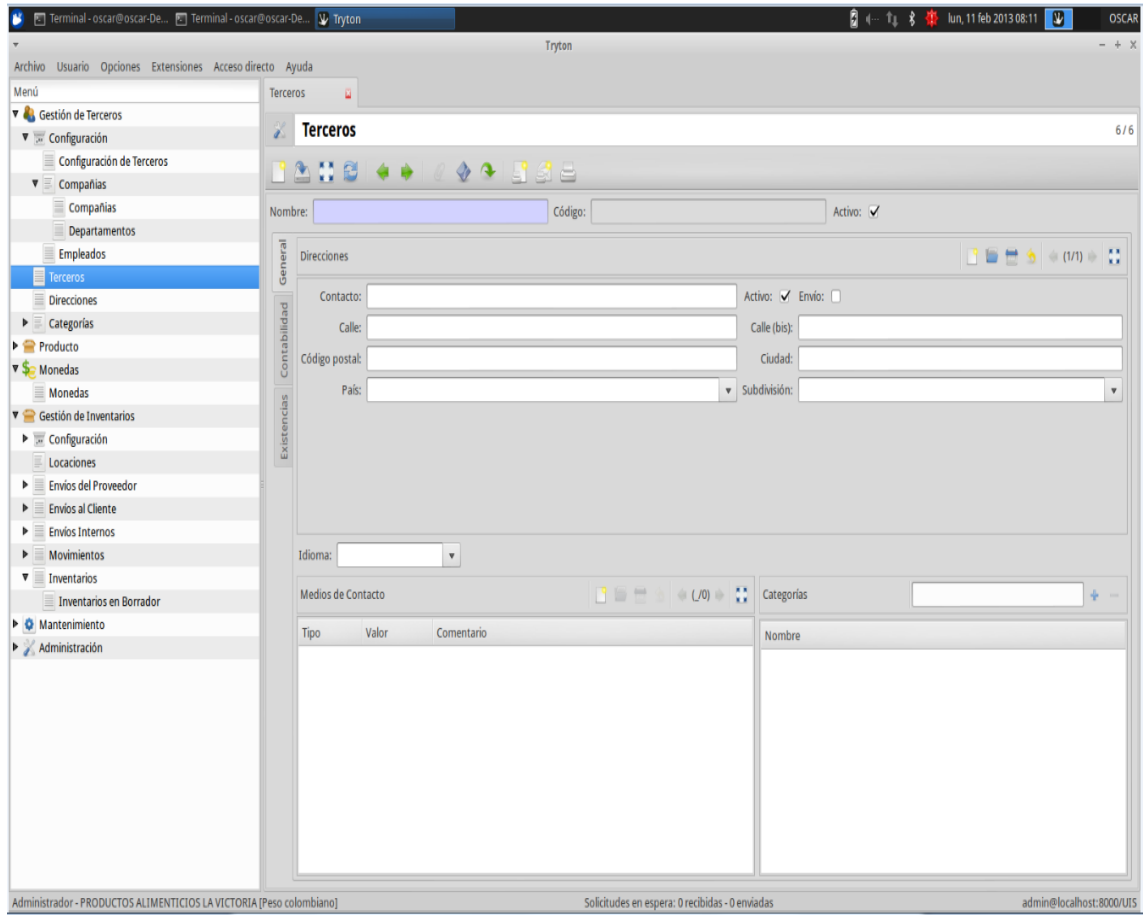 Terminal - oscar@oscar-De... Terminal - oscar@oscar-De... Tryton lun, 11 feb 2013 08:11 OSCAR
Tryton
Archivo Usuario Opciones Extensiones Acceso directo Ayuda
Menú
Gestión de Terceros
Configuración
Configuración de Terceros
Compañias
Compañias
Departamentos
Empleados
Terceros
Direcciones
Categorías
Producto
Monedas
Monedas
Gestión de Inventarios
Configuración
Locaciones
Envíos del Proveedor
Envíos al Cliente
Envíos Internos
Movimientos
Inventarios
Inventarios en Borrador
Mantenimiento
Administración
Terceros
Terceros 6/6
Nombre: Código: Activo:
General
Contabilidad
Existencias
Direcciones (1/1)
Contacto: Activo: Envío:
Calle: Calle (bis):
Código postal: Ciudad:
País: Subdivisión:
Idioma:
Medios de Contacto (_/0) Categorías
Tipo Valor Comentario
Nombre
Administrador - PRODUCTOS ALIMENTICIOS LA VICTORIA [Peso colombiano] Solicitudes en espera: 0 recibidas - 0 enviadas admin@localhost:8000/UIS